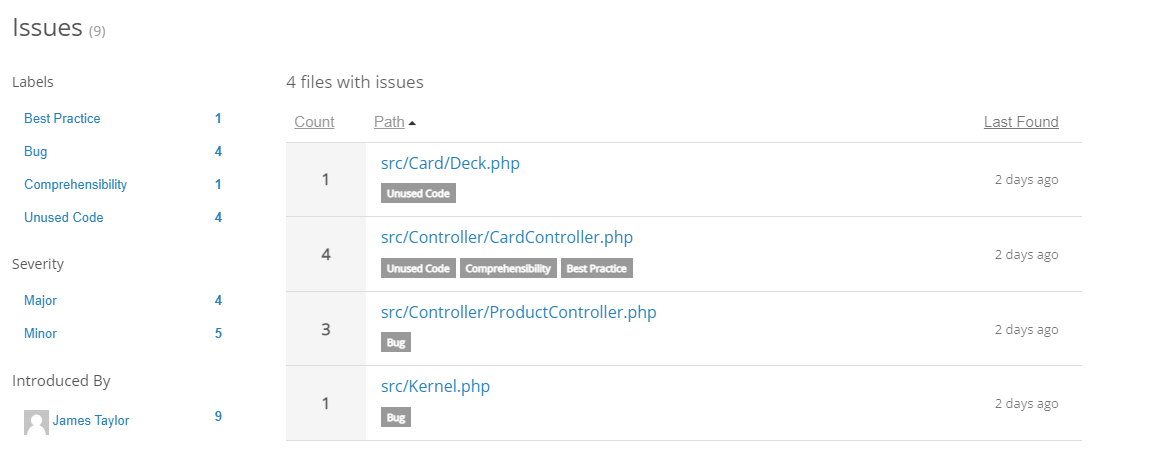 Issues (9)
Labels
Best Practice 1
Bug 4
Comprehensibility 1
Unused Code 4
Severity
Major 4
Minor 5
Introduced By
James Taylor 9
4 files with issues
Count Path Last Found
src/Card/Deck.php
1 2 days ago
Unused Code
src/Controller/CardController.php
4 2 days ago
Unused Code Comprehensibility Best Practice
src/Controller/ProductController.php
3 2 days ago
Bug
src/Kernel.php
1 2 days ago
Bug